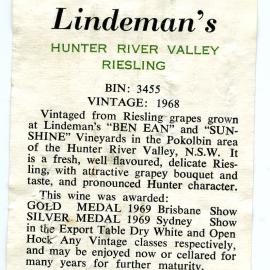 Lindeman's
HUNTER RIVER VALLEY
RIESLING
BIN: 3455
VINTAGE: 1968
Vintaged from Riesling grapes grown
at Lindeman's "BEN EAN" and "SUN-
SHINE" Vineyards in the Pokolbin area
of the Hunter River Valley, N.S.W. It
is a fresh, well flavoured, delicate Ries-
ling, with attractive grapey bouquet and
taste, and pronounced Hunter character.
This wine was awarded:
GOLD MEDAL 1969 Brisbane Show
SILVER MEDAL 1969 Sydney Show
in the Export Table Dry White and Open
Hock Any Vintage classes respectively,
and may be enjoyed now or cellared for
many years for further maturity.